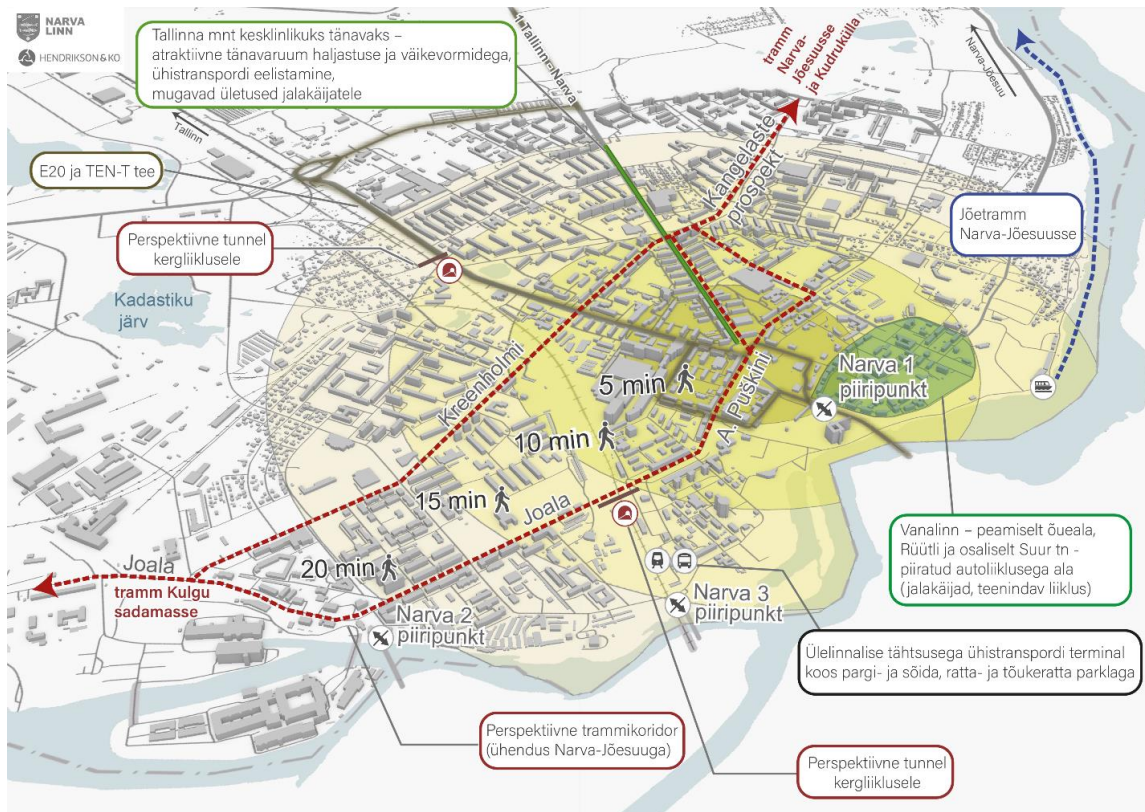 NARVA
LINN
HENDRIKSON&KO
Tallinna mnt kesklinlikuks tänavaks –
atraktiivne tänavaruum haljastuse ja väikevormidega,
ühistranspordi eelistamine,
mugavad ületused jalakäijatele
1 Tallinn-Narva
tramm
Narva-
Jõesuusse
ja Kudrukülla
Narva-Jõesuu
Tallinn
E20 ja TEN-T tee
Kangelaste
prospekt
Jõetramm
Narva-Jõesuusse
Perspektiivne tunnel
kergliiklusele
Kadastiku
järv
Kreenholmi
5 min
A. Puškini
Narva 1
piiripunkt
10 min
15 min
Joala
20 min
Vanalinn – peamiselt õueala,
Rüütli ja osaliselt Suur tn -
piiratud autoliiklusega ala
(jalakäijad, teenindav liiklus)
Joala
tramm Kulgu
sadamasse
Narva 2
piiripunkt
Narva 3
piiripunkt
Ülelinnalise tähtsusega ühistranspordi terminal
koos pargi- ja sõida, ratta- ja tõukeratta parklaga
Perspektiivne trammikoridor
(ühendus Narva-Jõesuuga)
Perspektiivne tunnel
kergliiklusele